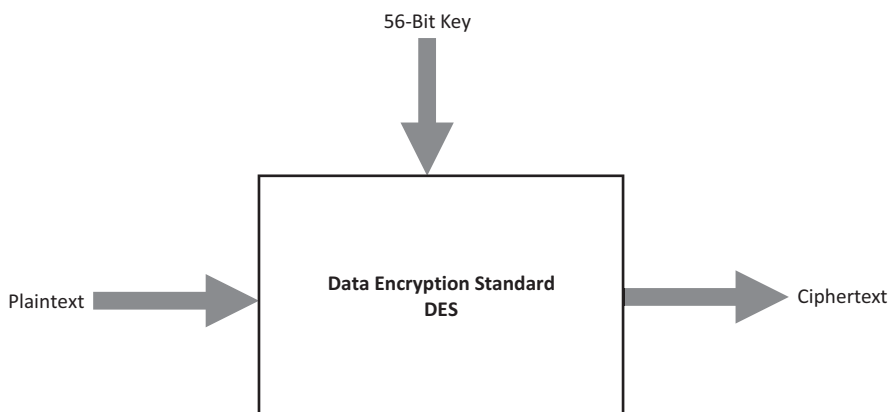 56-Bit Key
Data Encryption Standard
DES
Plaintext
Ciphertext